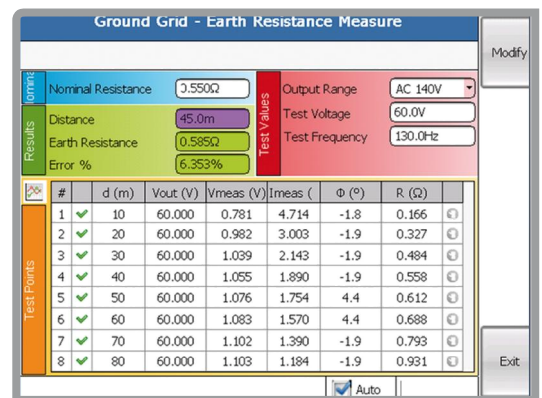 Ground Grid - Earth Resistance Measure
Modify
Nominal Resistance 0.550Ω
Results
Distance 45.0m
Earth Resistance 0.585Ω
Error % 6.353%
Test Values
Output Range AC 140V
Test Voltage 60.0V
Test Frequency 130.0Hz
Test Points
# d (m) Vout (V) Vmeas (V) Imeas ( Φ (º) R (Ω)
1 10 60.000 0.781 4.714 -1.8 0.166
2 20 60.000 0.982 3.003 -1.9 0.327
3 30 60.000 1.039 2.143 -1.9 0.484
4 40 60.000 1.055 1.890 -1.9 0.558
5 50 60.000 1.076 1.754 4.4 0.612
6 60 60.000 1.083 1.570 4.4 0.688
7 70 60.000 1.102 1.390 -1.9 0.793
8 80 60.000 1.103 1.184 -1.9 0.931
Exit
Auto